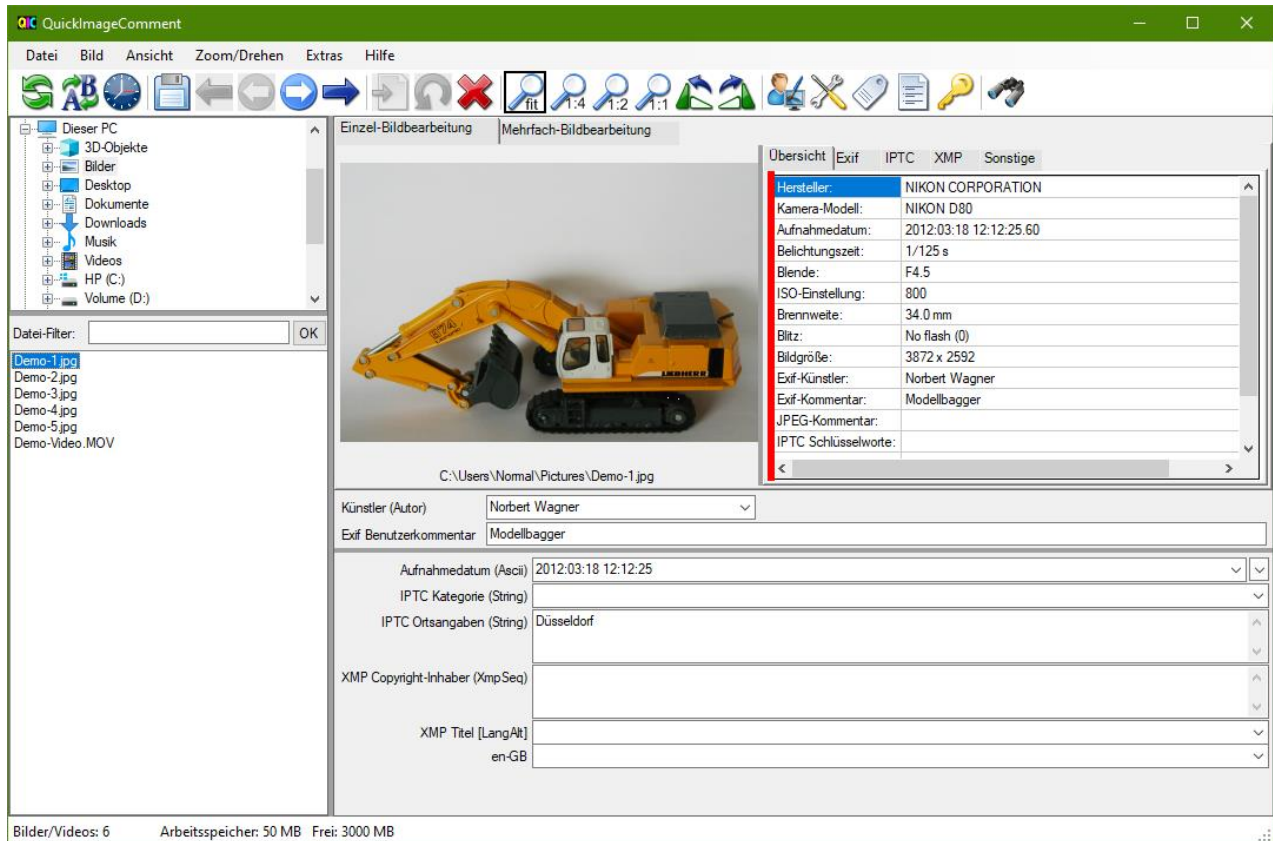 QuickImageComment
Datei Bild Ansicht Zoom/Drehen Extras Hilfe
fit 1:4 1:2 1:1
Dieser PC
3D-Objekte
Bilder
Desktop
Dokumente
Downloads
Musik
Videos
HP (C:)
Volume (D:)
Datei-Filter: OK
Demo-1.jpg
Demo-2.jpg
Demo-3.jpg
Demo-4.jpg
Demo-5.jpg
Demo-Video.MOV
Einzel-Bildbearbeitung Mehrfach-Bildbearbeitung
LIEBHERR
C:\Users\Normal\Pictures\Demo-1.jpg
Übersicht Exif IPTC XMP Sonstige
Hersteller: NIKON CORPORATION
Kamera-Modell: NIKON D80
Aufnahmedatum: 2012:03:18 12:12:25.60
Belichtungszeit: 1/125 s
Blende: F4.5
ISO-Einstellung: 800
Brennweite: 34.0 mm
Blitz: No flash (0)
Bildgröße: 3872 x 2592
Exif-Künstler: Norbert Wagner
Exif-Kommentar: Modellbagger
JPEG-Kommentar:
IPTC Schlüsselworte:
Künstler (Autor) Norbert Wagner
Exif Benutzerkommentar Modellbagger
Aufnahmedatum (Ascii) 2012:03:18 12:12:25
IPTC Kategorie (String)
IPTC Ortsangaben (String) Düsseldorf
XMP Copyright-Inhaber (XmpSeq)
XMP Titel [LangAlt]
en-GB
Bilder/Videos: 6 Arbeitsspeicher: 50 MB Frei: 3000 MB